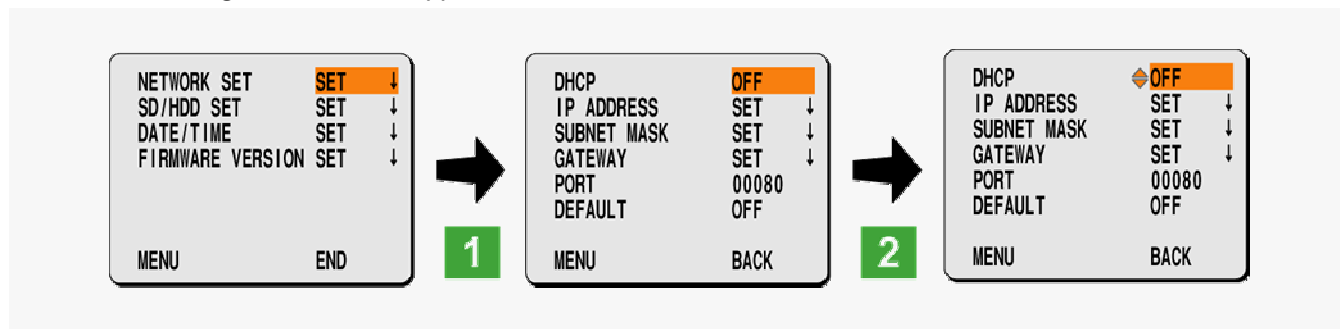 NETWORK SET SET ↓
SD/HDD SET SET ↓
DATE/TIME SET ↓
FIRMWARE VERSION SET ↓
MENU END
1
DHCP OFF
IP ADDRESS SET ↓
SUBNET MASK SET ↓
GATEWAY SET ↓
PORT 00080
DEFAULT OFF
MENU BACK
2
DHCP OFF
IP ADDRESS SET ↓
SUBNET MASK SET ↓
GATEWAY SET ↓
PORT 00080
DEFAULT OFF
MENU BACK